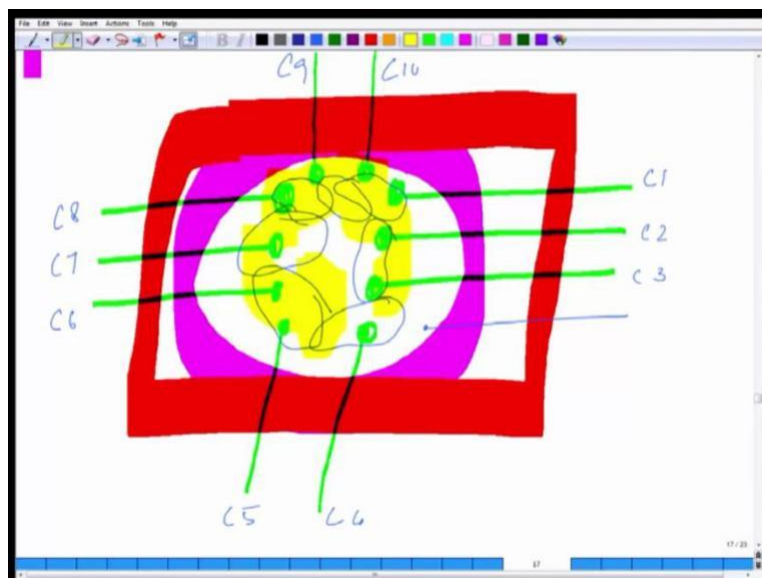 File Edit View Insert Actions Tools Help
B I
C9 C10
C8 C1
C7 C2
C6 C3
C5 C4
17 / 23
17